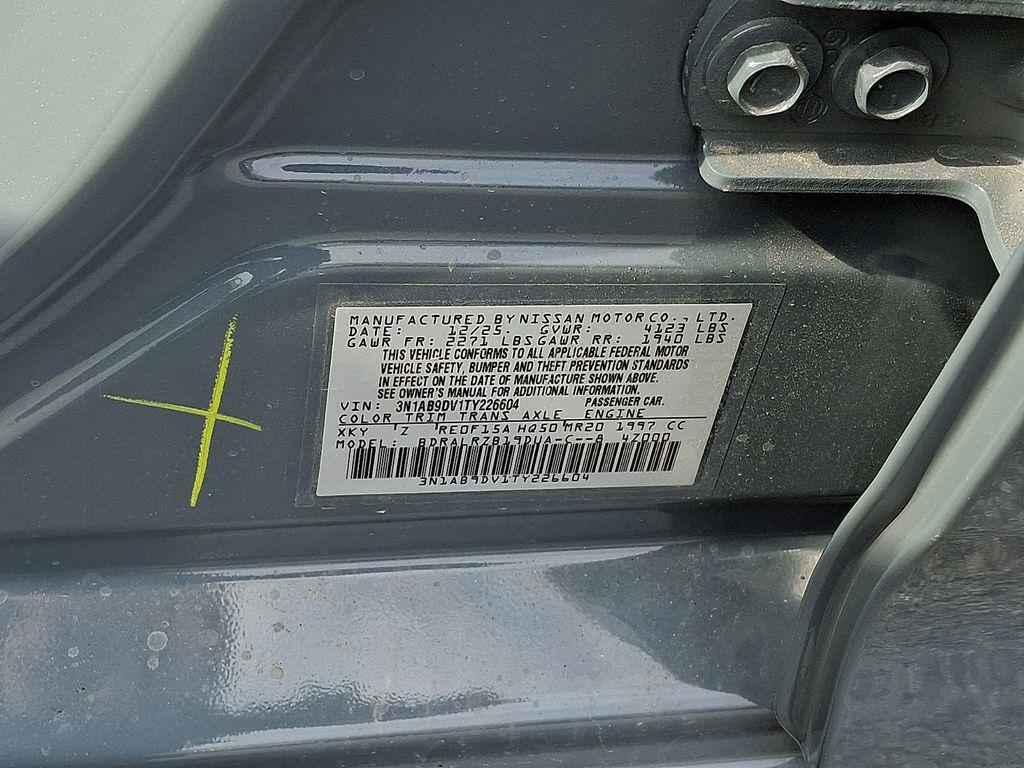 MANUFACTURED BY NISSAN MOTOR CO., LTD.
DATE: 12/25. GVWR: 4123 LBS
GAWR FR: 2271 LBS GAWR RR: 1940 LBS
THIS VEHICLE CONFORMS TO ALL APPLICABLE FEDERAL MOTOR
VEHICLE SAFETY, BUMPER AND THEFT PREVENTION STANDARDS
IN EFFECT ON THE DATE OF MANUFACTURE SHOWN ABOVE.
SEE OWNER'S MANUAL FOR ADDITIONAL INFORMATION.
VIN: 3N1AB9DV1TY226604 PASSENGER CAR.
COLOR TRIM TRANS AXLE ENGINE
XKY Z RE0F15A HQ50 MR20 1997 CC
MODEL: BDRALRZB19DUA-C--B 47000
3N1AB9DV1TY226604